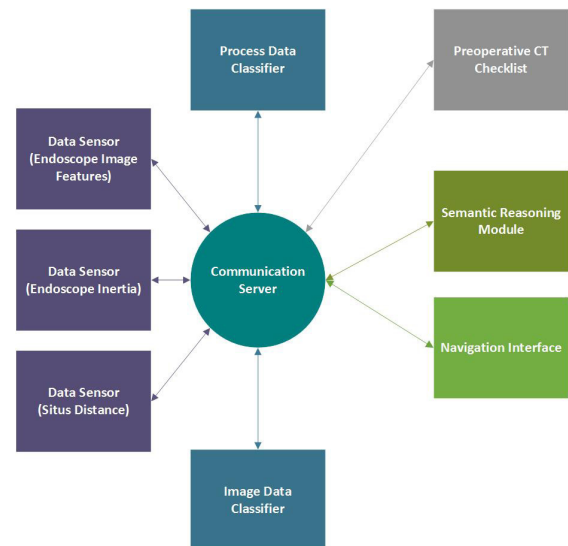 Process Data
Classifier
Preoperative CT
Checklist
Data Sensor
(Endoscope Image
Features)
Semantic Reasoning
Module
Data Sensor
(Endoscope Inertia)
Communication
Server
Navigation Interface
Data Sensor
(Situs Distance)
Image Data
Classifier